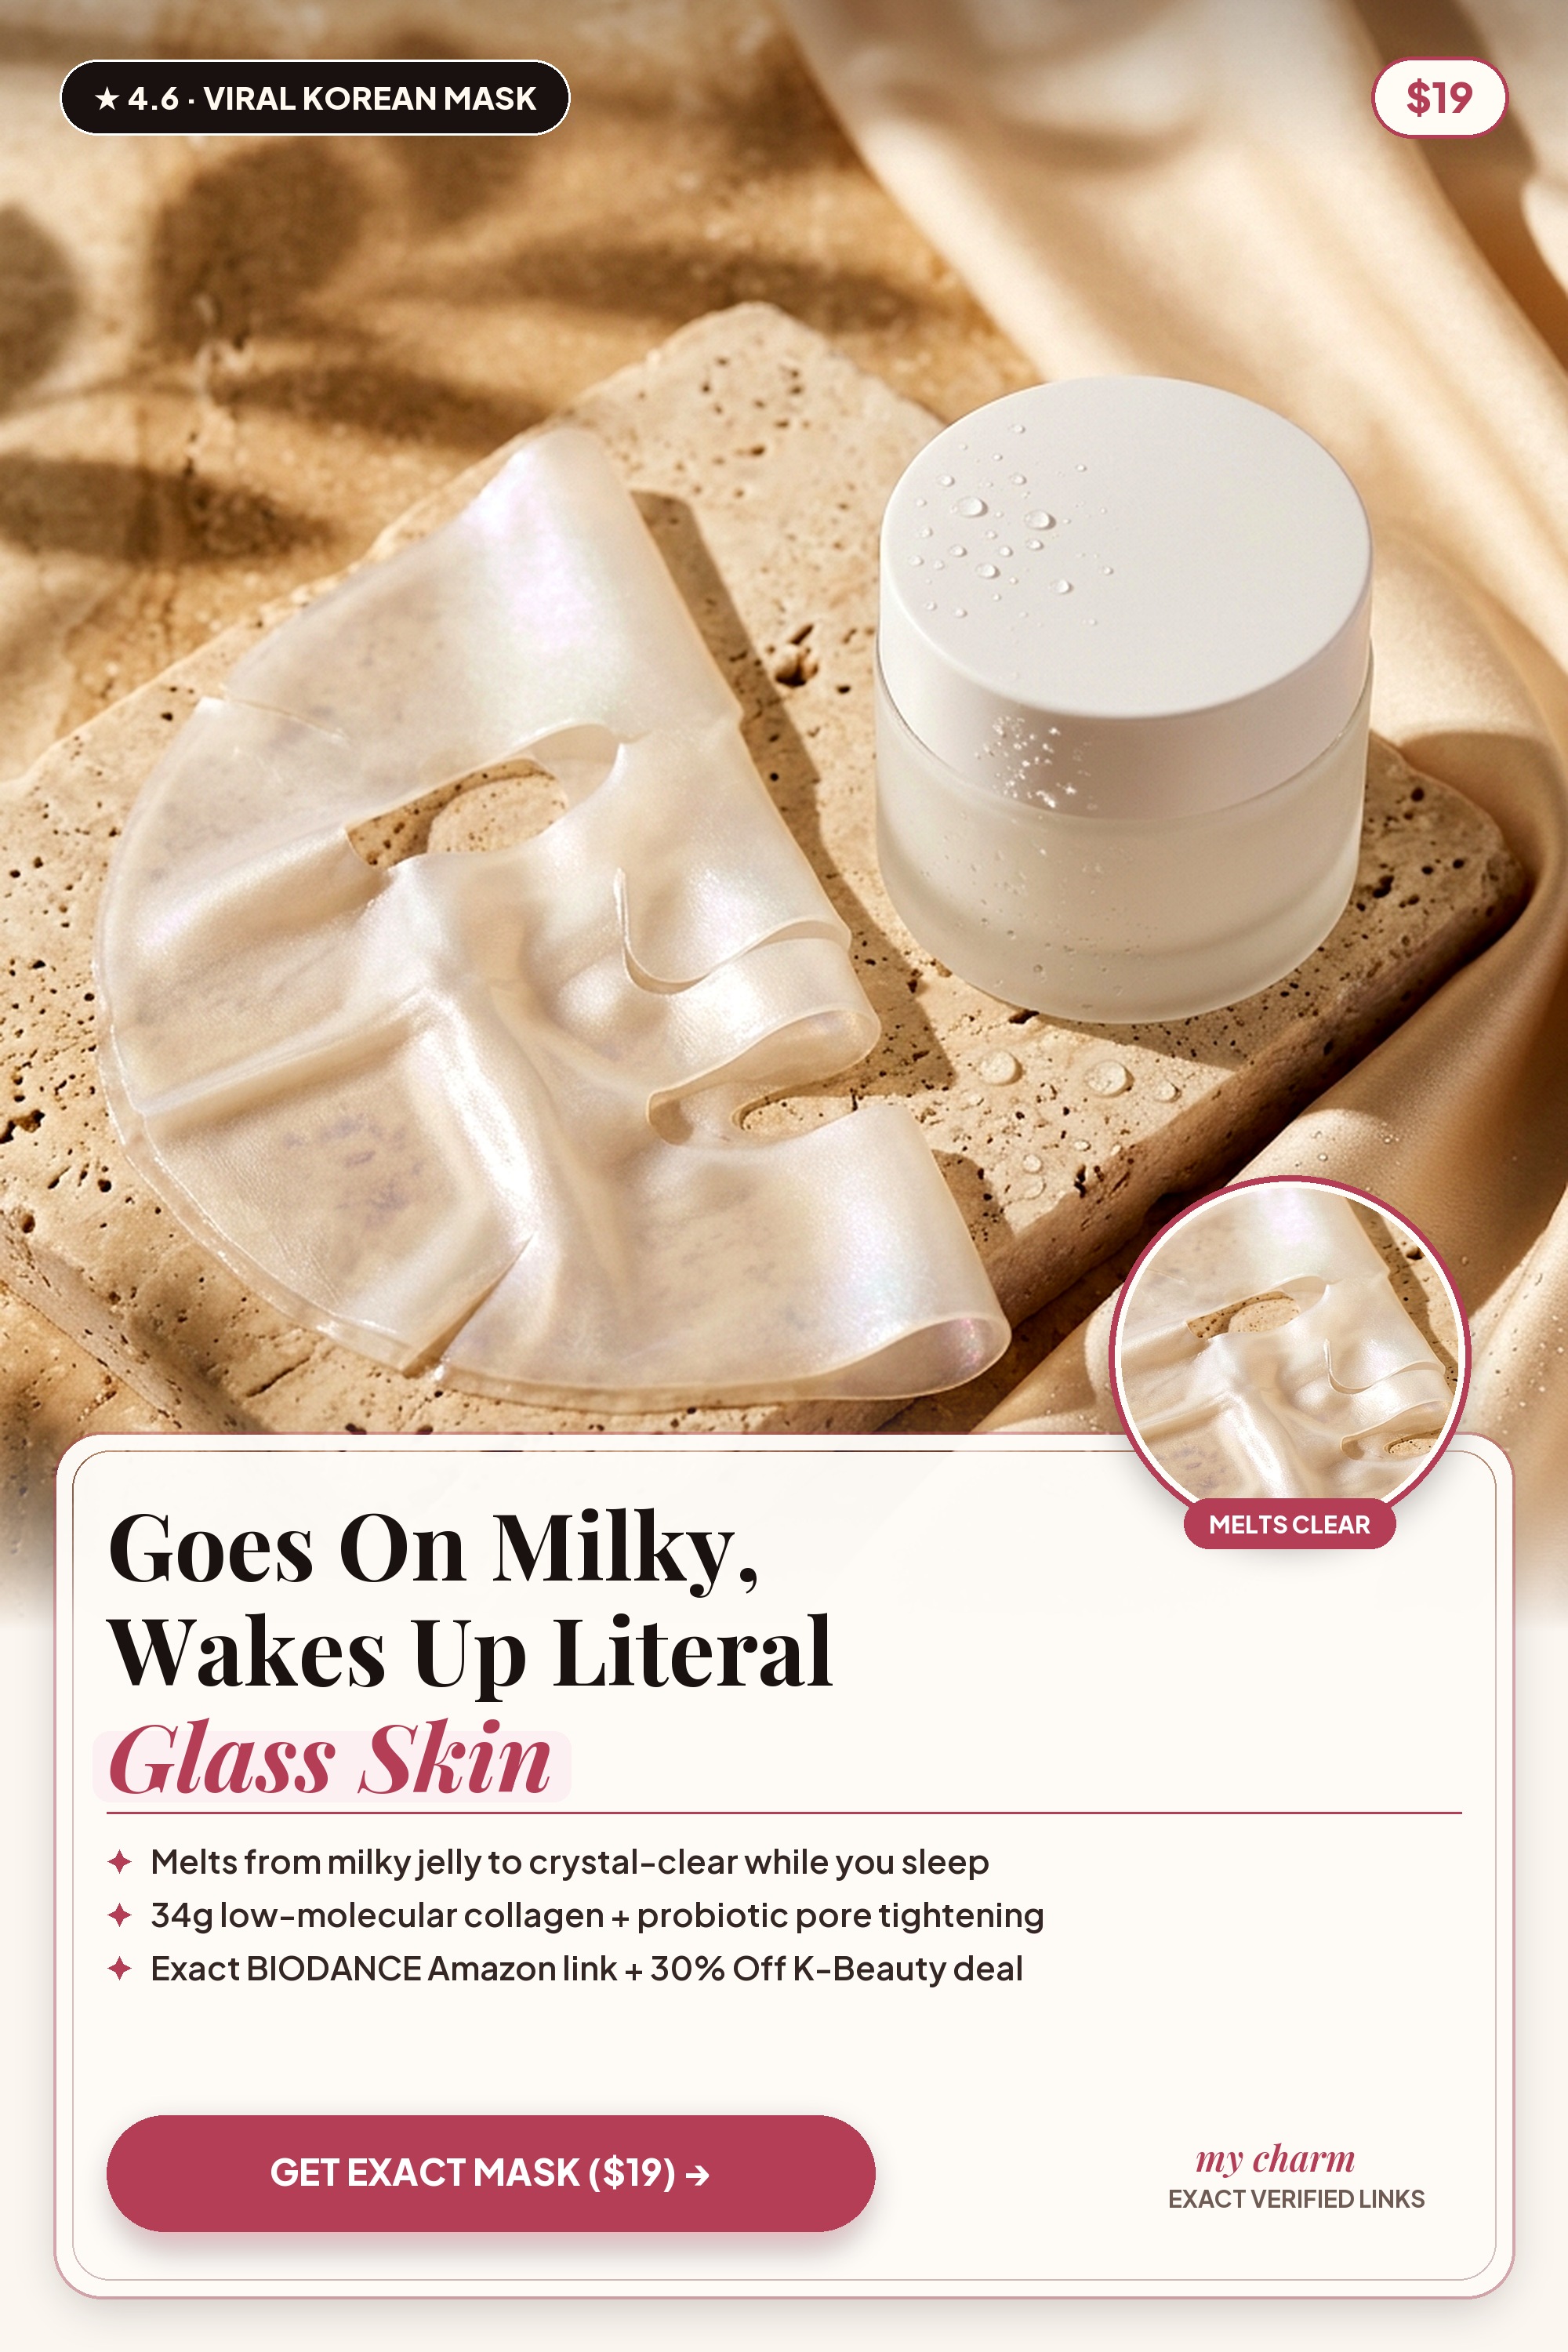 ★ 4.6 · VIRAL KOREAN MASK
$19
MELTS CLEAR
Goes On Milky,
Wakes Up Literal
Glass Skin
Melts from milky jelly to crystal-clear while you sleep
34g low-molecular collagen + probiotic pore tightening
Exact BIODANCE Amazon link + 30% Off K-Beauty deal
GET EXACT MASK ($19) →
my charm
EXACT VERIFIED LINKS